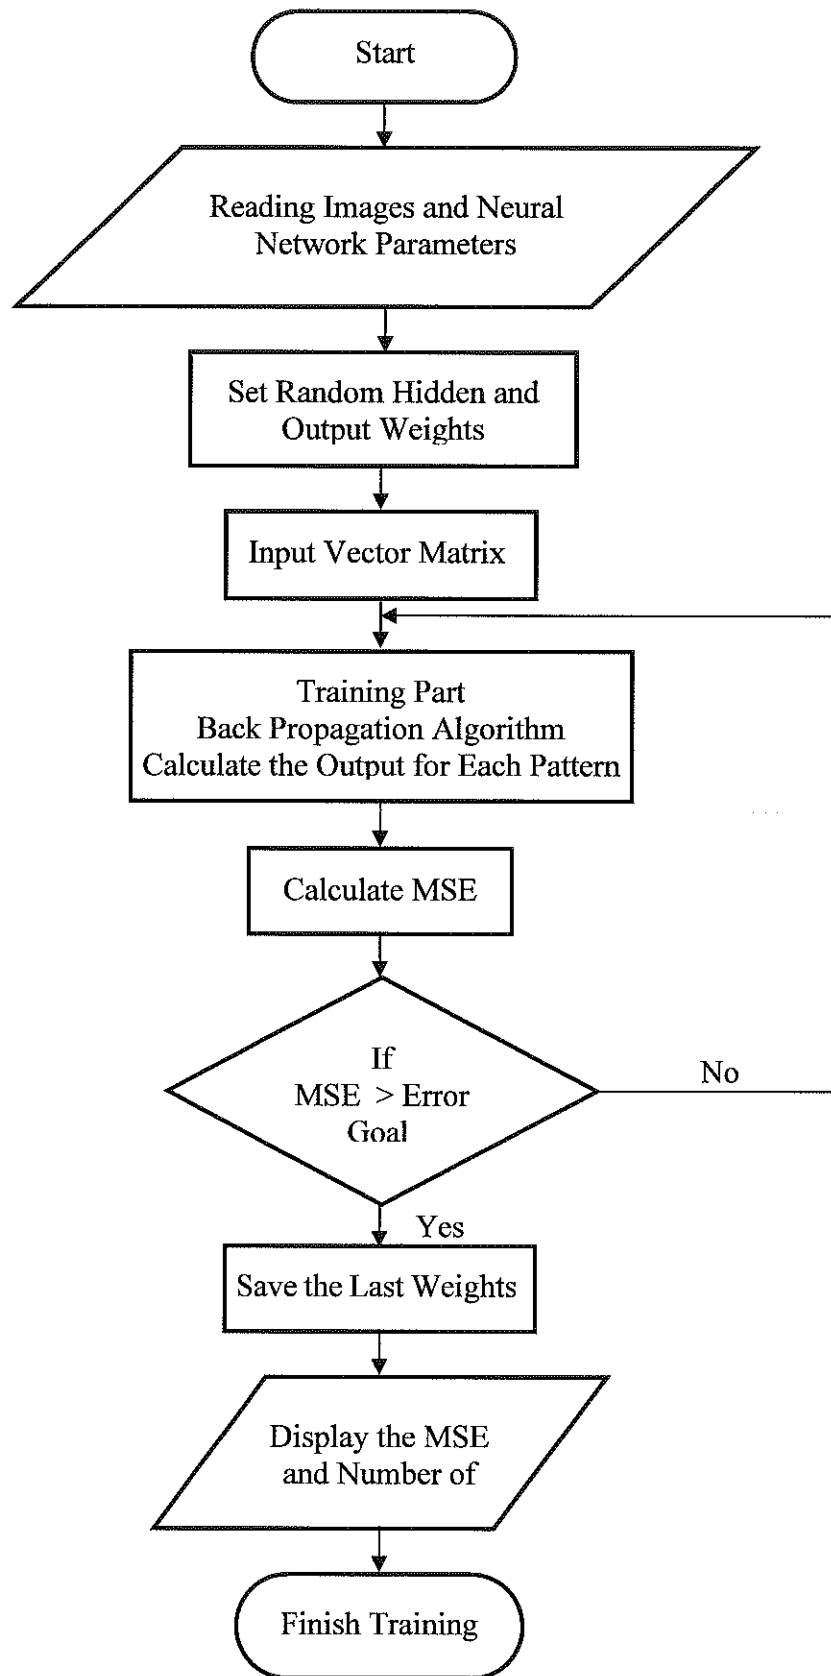 Start
Reading Images and Neural
Network Parameters
Set Random Hidden and
Output Weights
Input Vector Matrix
Training Part
Back Propagation Algorithm
Calculate the Output for Each Pattern
Calculate MSE
If
MSE > Error
Goal
No
Yes
Save the Last Weights
Display the MSE
and Number of
Finish Training